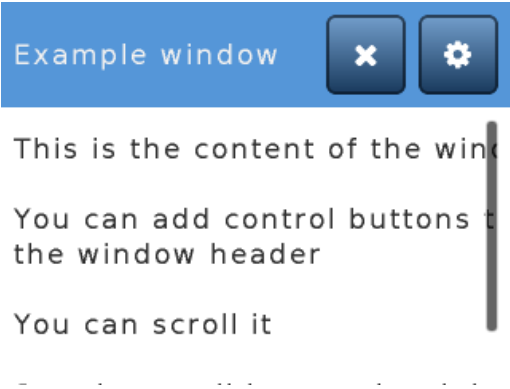 Example window
This is the content of the
You can add control buttons
the window header
You can scroll it